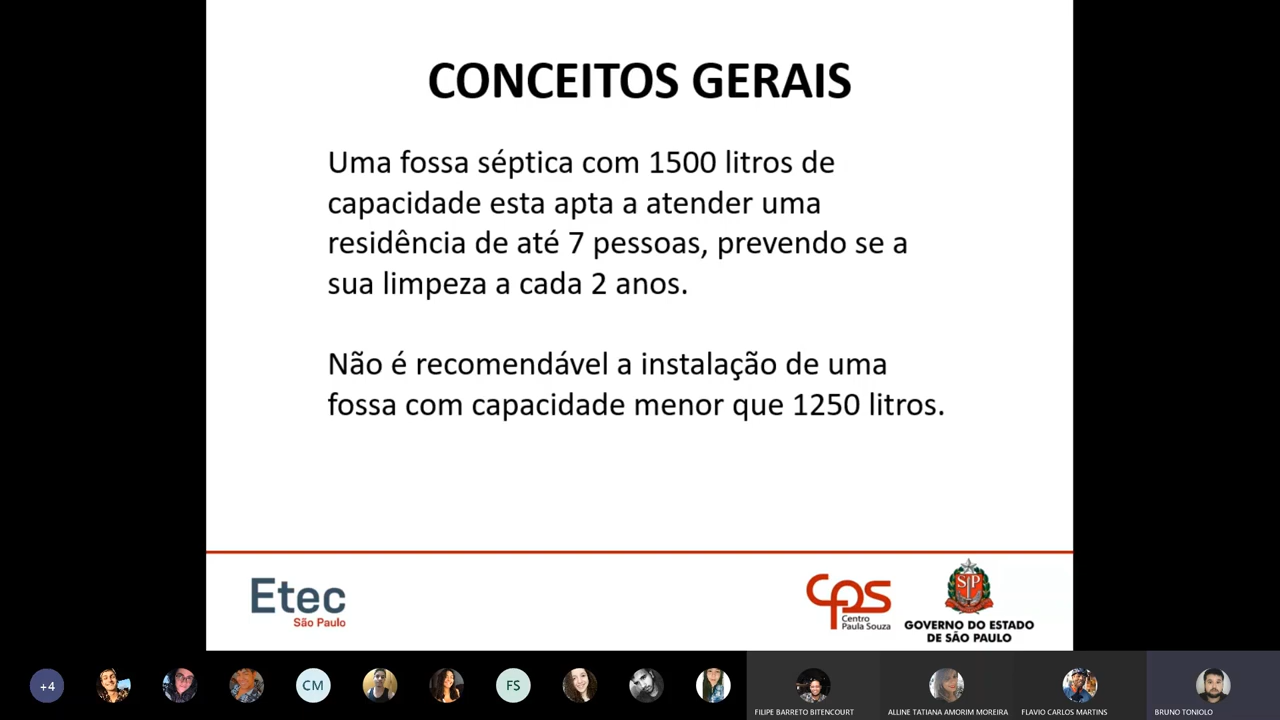 CONCEITOS GERAIS
Uma fossa séptica com 1500 litros de
capacidade esta apta a atender uma
residência de até 7 pessoas, prevendo se a
sua limpeza a cada 2 anos.
Não é recomendável a instalação de uma
fossa com capacidade menor que 1250 litros.
Etec
São Paulo
cps
Centro
Paula Souza
SP
GOVERNO DO ESTADO
DE SÃO PAULO
+4
CM
FS
FILIPE BARRETO BITENCOURT
ALLINE TATIANA AMORIM MOREIRA
FLAVIO CARLOS MARTINS
BRUNO TONIOLO